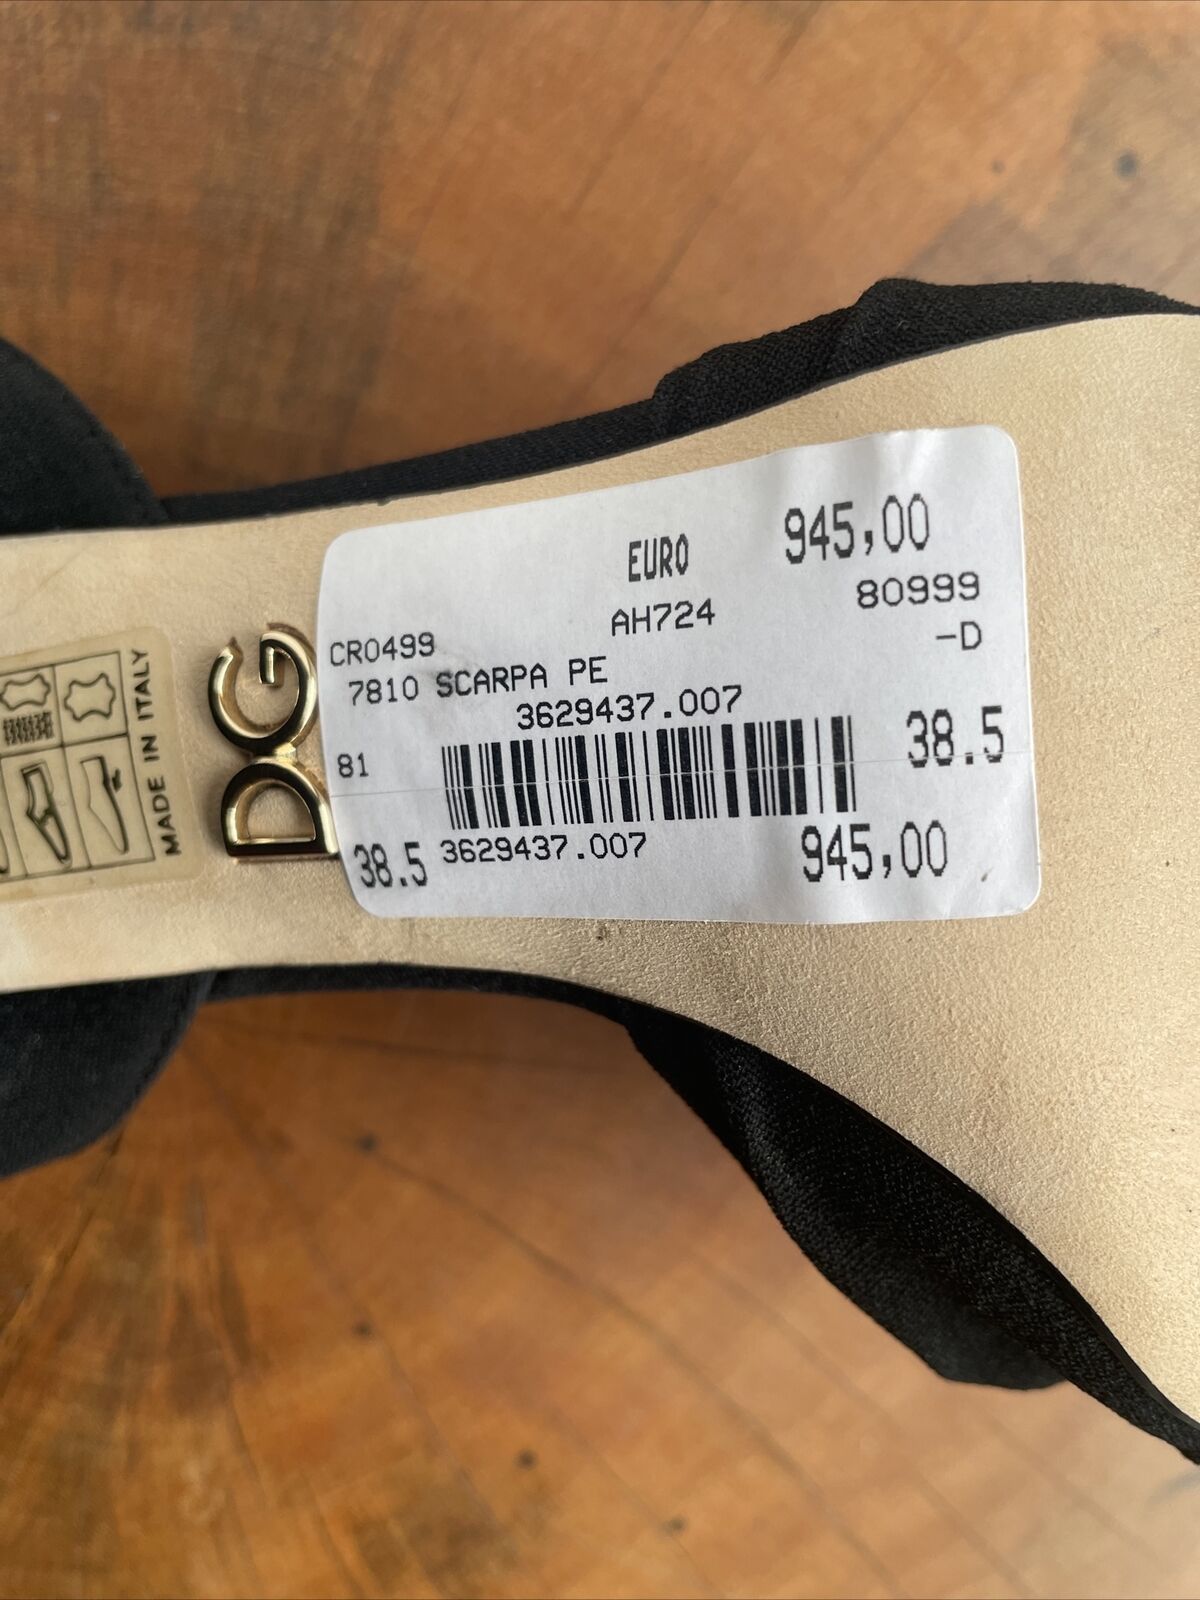 EURO 945,00
CR0499 AH724 80999
7810 SCARPA PE -D
3629437.007
81 38.5
38.5 3629437.007 945,00
DG
MADE IN ITALY